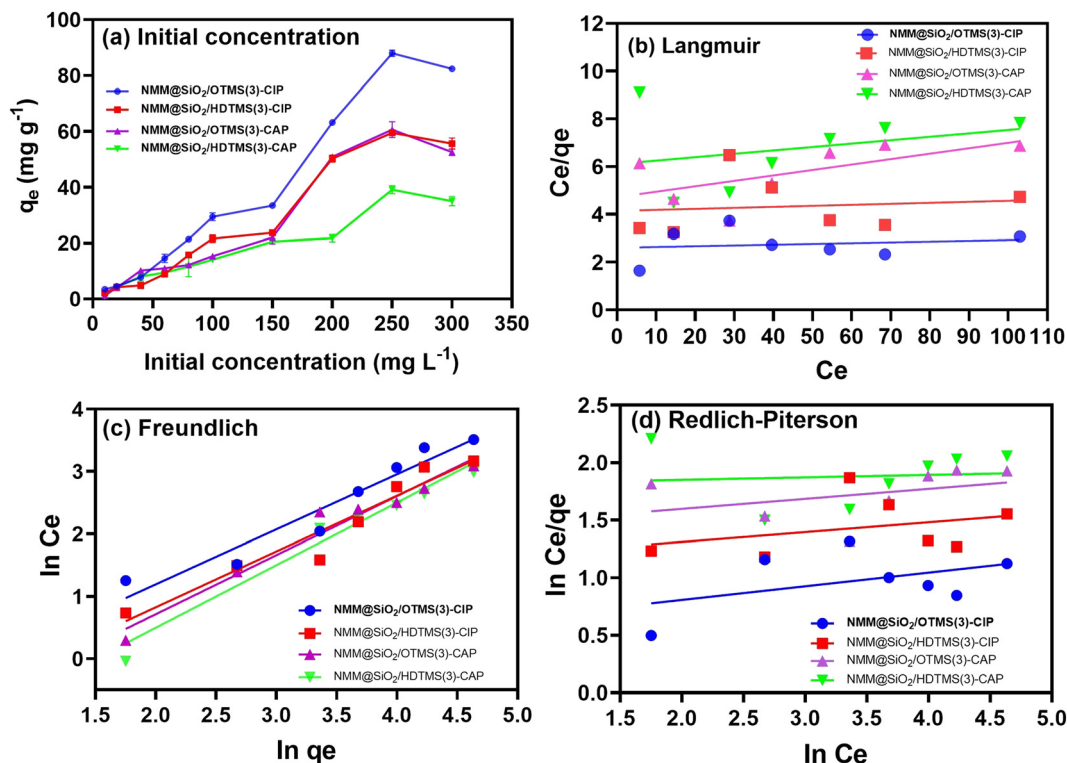 (a) Initial concentration
NMM@SiO₂/OTMS(3)-CIP
NMM@SiO₂/HDTMS(3)-CIP
NMM@SiO₂/OTMS(3)-CAP
NMM@SiO₂/HDTMS(3)-CAP
qₑ (mg g⁻¹)
100
80
60
40
20
0
0 50 100 150 200 250 300 350
Initial concentration (mg L⁻¹)
(b) Langmuir
NMM@SiO₂/OTMS(3)-CIP
NMM@SiO₂/HDTMS(3)-CIP
NMM@SiO₂/OTMS(3)-CAP
NMM@SiO₂/HDTMS(3)-CAP
Ce/qe
12
10
8
6
4
2
0
0 10 20 30 40 50 60 70 80 90 100 110
Ce
(c) Freundlich
ln Ce
4
3
2
1
0
NMM@SiO₂/OTMS(3)-CIP
NMM@SiO₂/HDTMS(3)-CIP
NMM@SiO₂/OTMS(3)-CAP
NMM@SiO₂/HDTMS(3)-CAP
1.5 2.0 2.5 3.0 3.5 4.0 4.5 5.0
ln qe
(d) Redlich-Piterson
ln Ce/qe
2.5
2.0
1.5
1.0
0.5
0.0
NMM@SiO₂/OTMS(3)-CIP
NMM@SiO₂/HDTMS(3)-CIP
NMM@SiO₂/OTMS(3)-CAP
NMM@SiO₂/HDTMS(3)-CAP
1.5 2.0 2.5 3.0 3.5 4.0 4.5 5.0
ln Ce